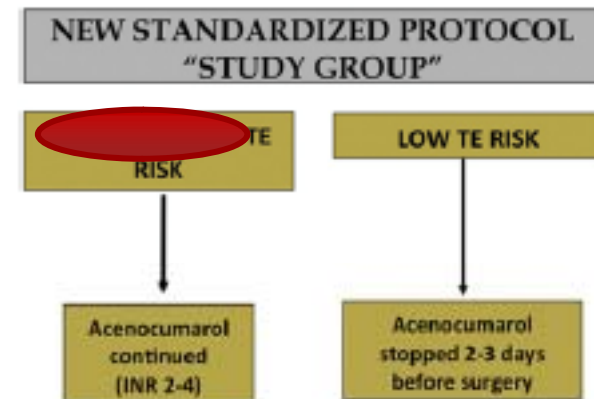 NEW STANDARDIZED PROTOCOL
“STUDY GROUP”
TE
RISK
LOW TE RISK
Acenocumarol
continued
(INR 2-4)
Acenocumarol
stopped 2-3 days
before surgery